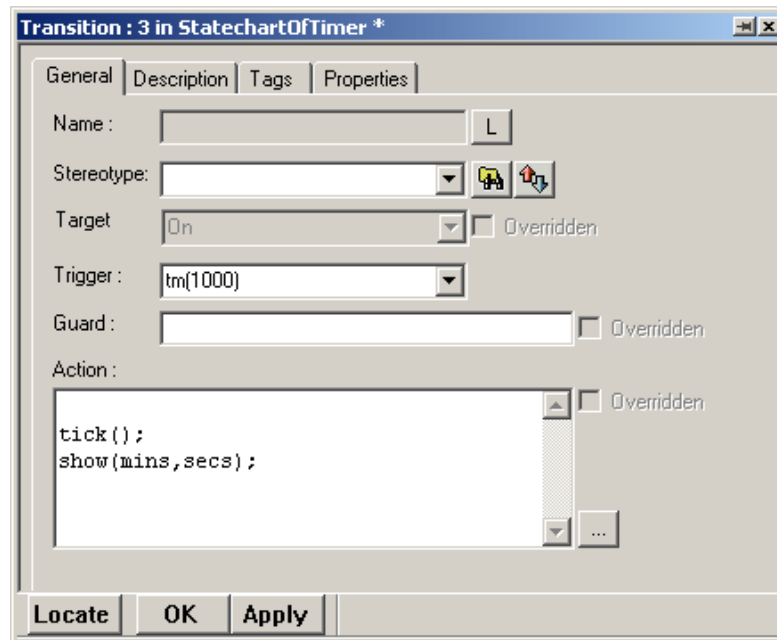 Transition : 3 in StatechartOfTimer *
General Description Tags Properties
Name :
L
Stereotype:
Target
On
Overridden
Trigger :
tm(1000)
Guard :
Overridden
Action :
Overridden
tick();
show(mins,secs);
...
Locate OK Apply